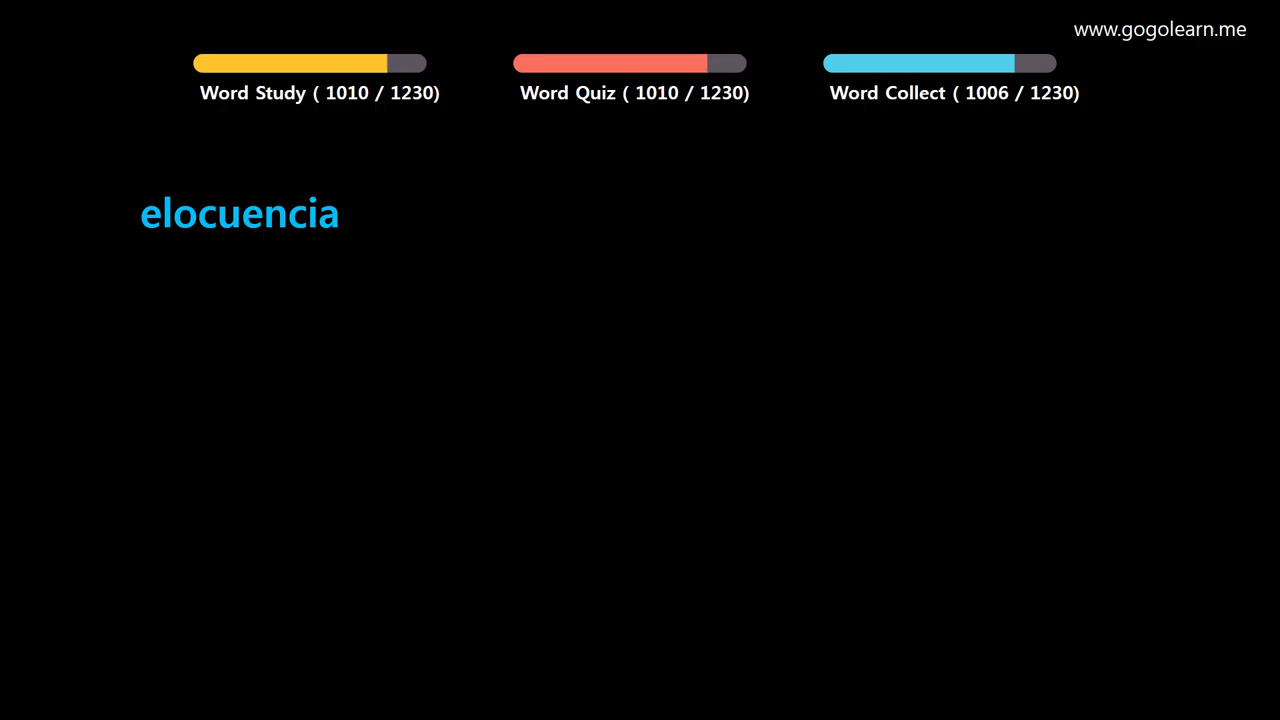 www.gogolearn.me
Word Study ( 1010 / 1230)
Word Quiz ( 1010 / 1230)
Word Collect ( 1006 / 1230)
elocuencia